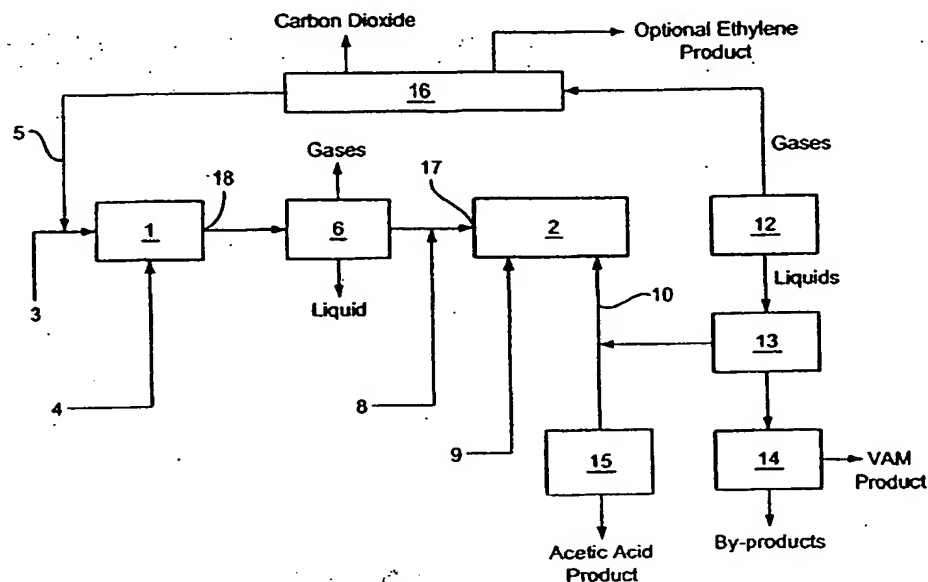 Carbon Dioxide
Optional Ethylene
Product
16
5
Gases
18
Gases
17
1
6
2
12
3
Liquid
10
Liquids
13
4
8
9
15
14
VAM
Product
Acetic Acid
Product
By-products